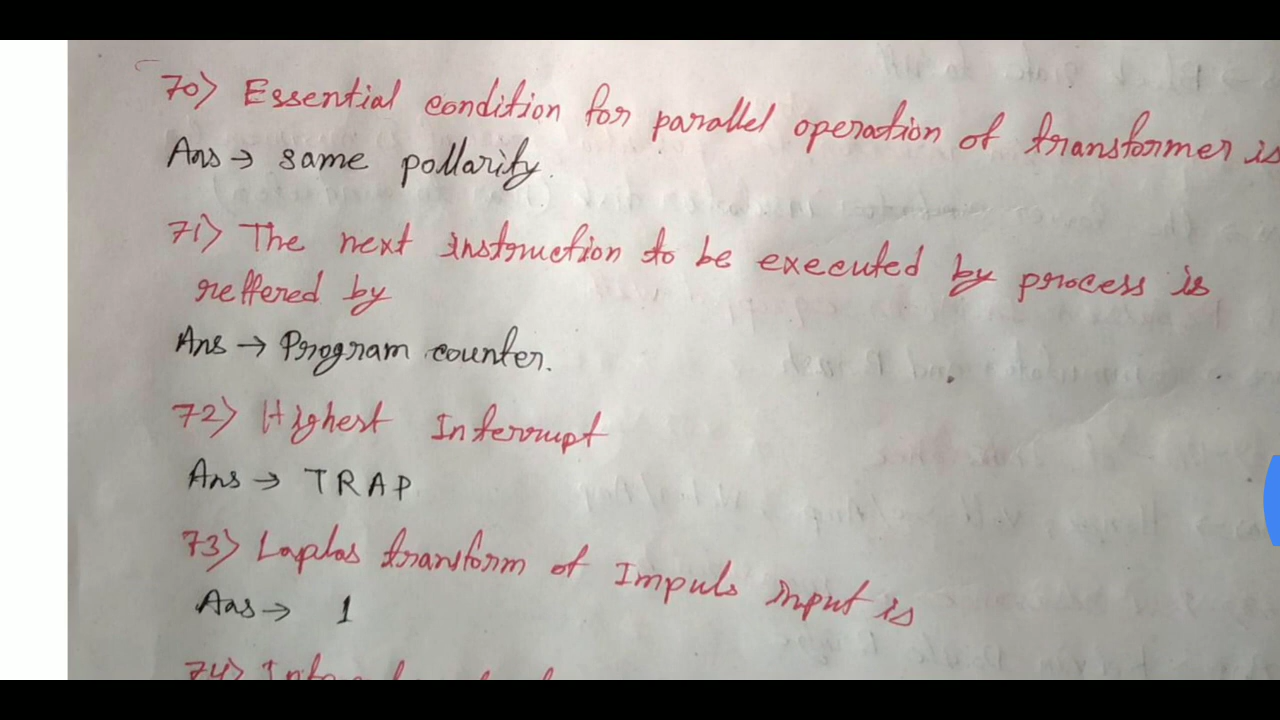 70) Essential condition for parallel operation of transformer is
Ans → same pollarity.
71) The next instruction to be executed by process is
reffered by
Ans → Program counter.
72) Highest Interrupt
Ans → TRAP
73) Laplas transform of Impuls input is
Ans → 1
74)